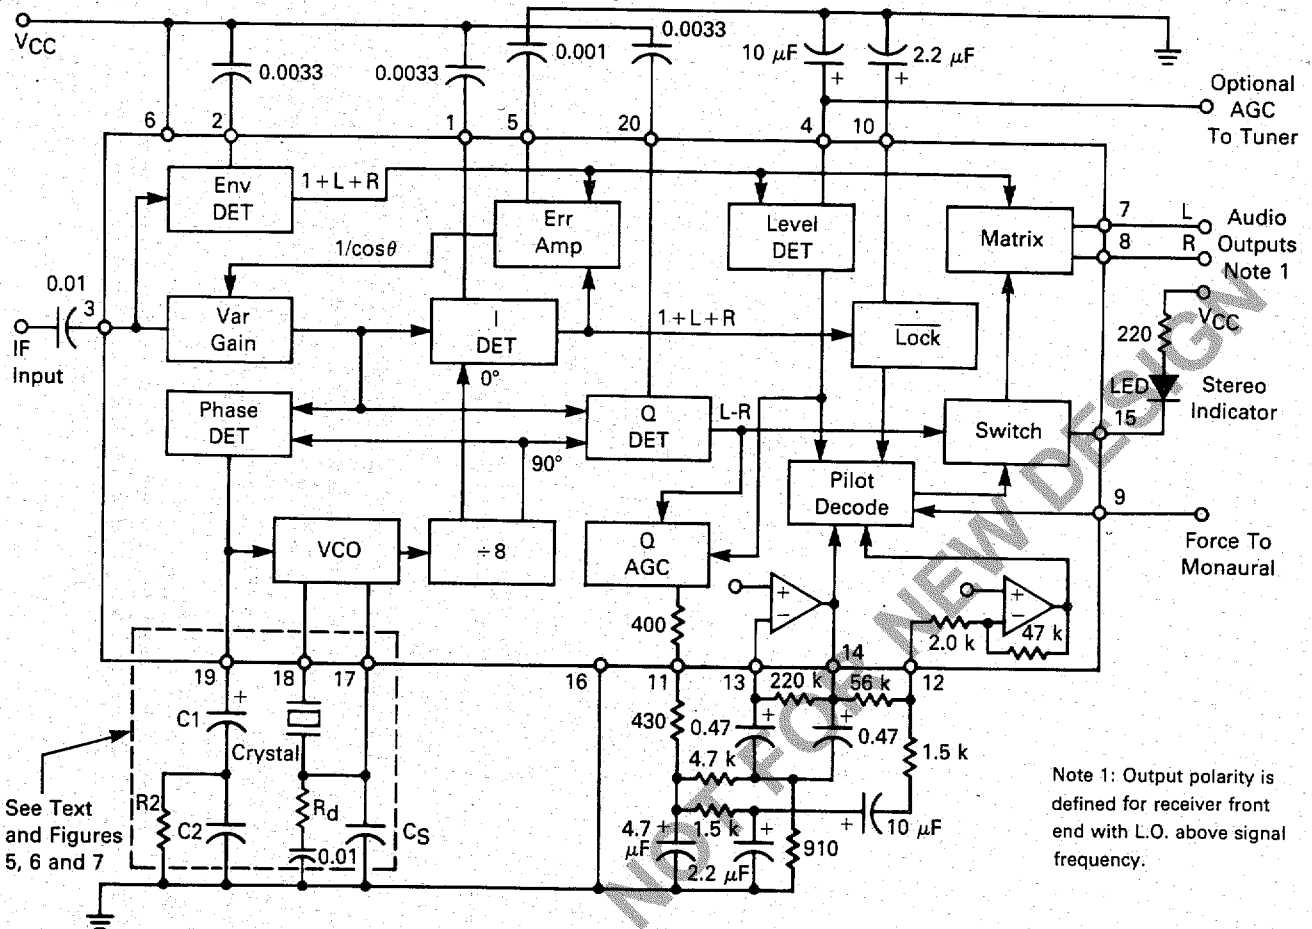 VCC
0.0033
0.0033
0.001
0.0033
10 μF
+
2.2 μF
+
Optional
AGC
To Tuner
6
2
1
5
20
4
10
Env
DET
1+L+R
Err
Amp
Level
DET
Matrix
7
L
8
R
Audio
Outputs
Note 1
1/cosθ
0.01
3
IF
Input
Var
Gain
I
DET
0°
1+L+R
Lock
VCC
220
LED
Stereo
Indicator
15
Phase
DET
Q
DET
L-R
90°
Switch
Pilot
Decode
9
Force To
Monaural
VCO
÷8
Q
AGC
400
+
−
+
−
2.0 k
47 k
19
18
17
16
11
13
14
12
220 k
56 k
430
+
0.47
+
0.47
4.7 k
1.5 k
C1
+
Crystal
R2
C2
Rd
0.01
CS
See Text
and Figures
5, 6 and 7
4.7
μF
+
1.5 k
+
2.2 μF
910
+
10 μF
Note 1: Output polarity is
defined for receiver front
end with L.O. above signal
frequency.
NOT FOR NEW DESIGN